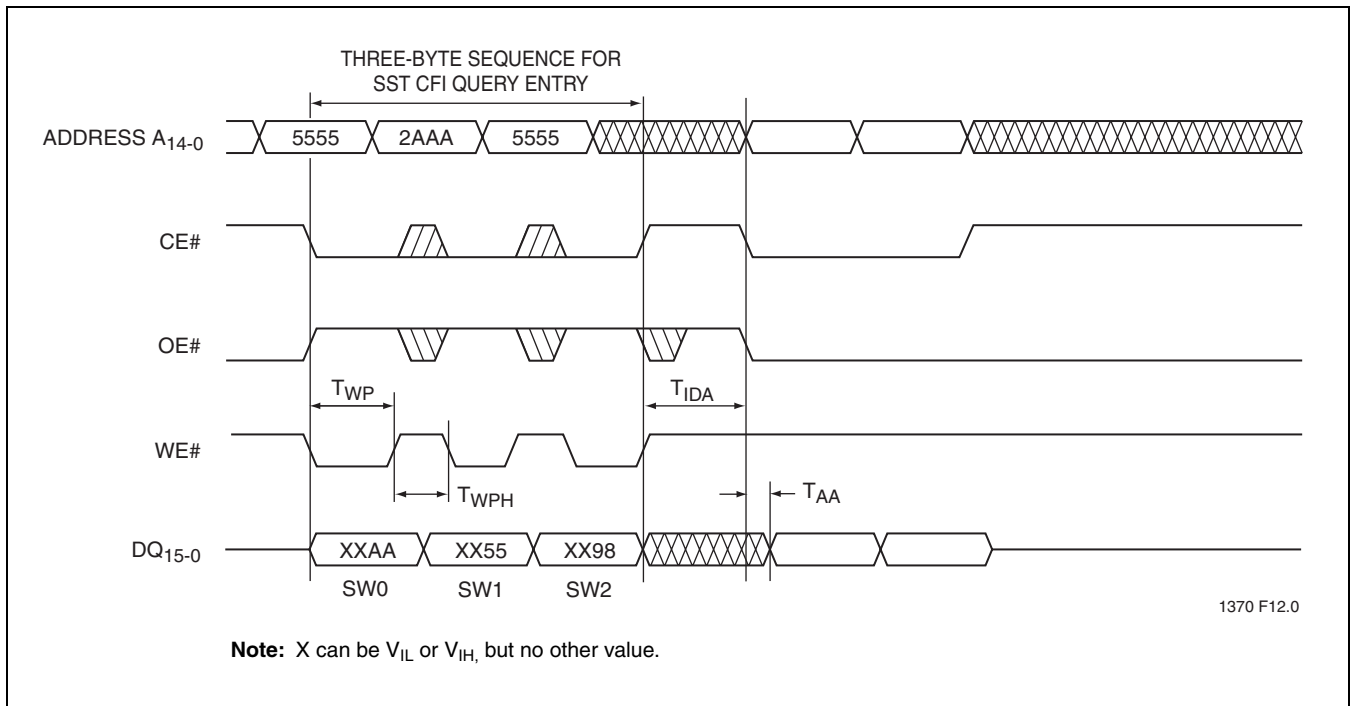 THREE-BYTE SEQUENCE FOR
SST CFI QUERY ENTRY
ADDRESS A14-0
5555 2AAA 5555
CE#
OE#
TWP TIDA
WE#
TWPH TAA
DQ15-0
XXAA XX55 XX98
SW0 SW1 SW2
1370 F12.0
Note: X can be VIL or VIH, but no other value.